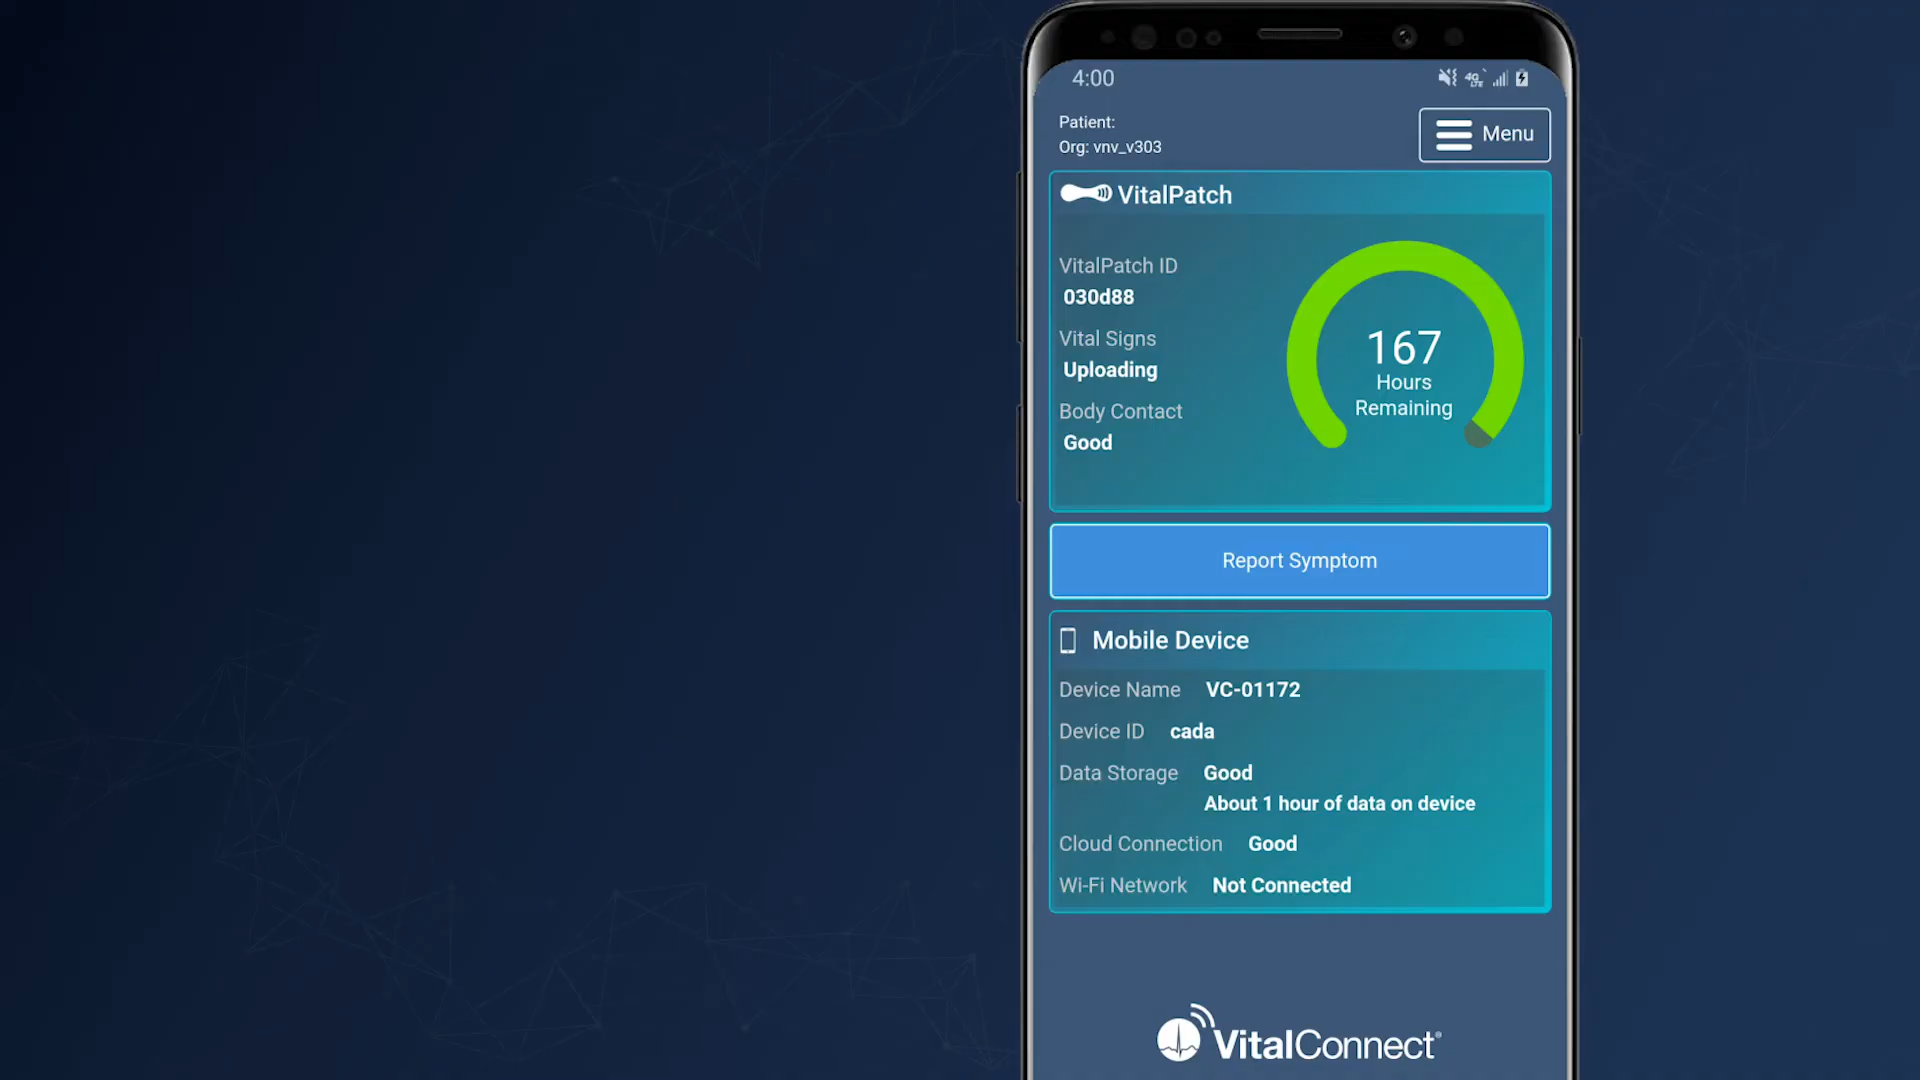 4:00
4G LTE
Patient:
Org: vnv_v303
Menu
VitalPatch
VitalPatch ID
030d88
Vital Signs
Uploading
Body Contact
Good
167
Hours
Remaining
Report Symptom
Mobile Device
Device Name VC-01172
Device ID cada
Data Storage Good
About 1 hour of data on device
Cloud Connection Good
Wi-Fi Network Not Connected
VitalConnect®